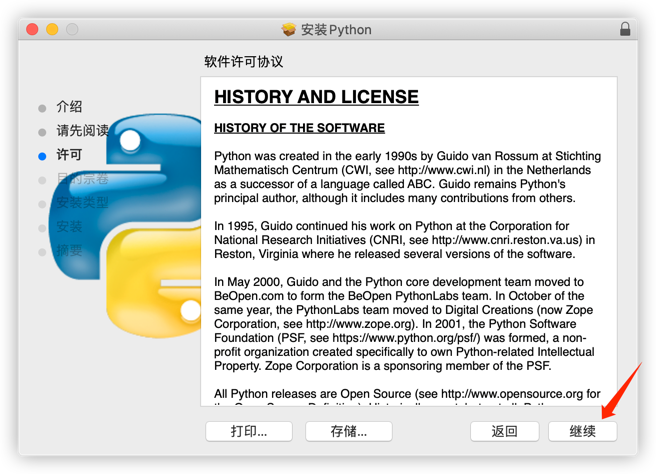 安装Python
软件许可协议
介绍
请先阅读
许可
目的宗卷
安装类型
安装
摘要
HISTORY AND LICENSE
HISTORY OF THE SOFTWARE
Python was created in the early 1990s by Guido van Rossum at Stichting
Mathematisch Centrum (CWI, see http://www.cwi.nl) in the Netherlands
as a successor of a language called ABC. Guido remains Python's
principal author, although it includes many contributions from others.
In 1995, Guido continued his work on Python at the Corporation for
National Research Initiatives (CNRI, see http://www.cnri.reston.va.us) in
Reston, Virginia where he released several versions of the software.
In May 2000, Guido and the Python core development team moved to
BeOpen.com to form the BeOpen PythonLabs team. In October of the
same year, the PythonLabs team moved to Digital Creations (now Zope
Corporation, see http://www.zope.org). In 2001, the Python Software
Foundation (PSF, see https://www.python.org/psf/) was formed, a non-
profit organization created specifically to own Python-related Intellectual
Property. Zope Corporation is a sponsoring member of the PSF.
All Python releases are Open Source (see http://www.opensource.org for
打印...
存储...
返回
继续